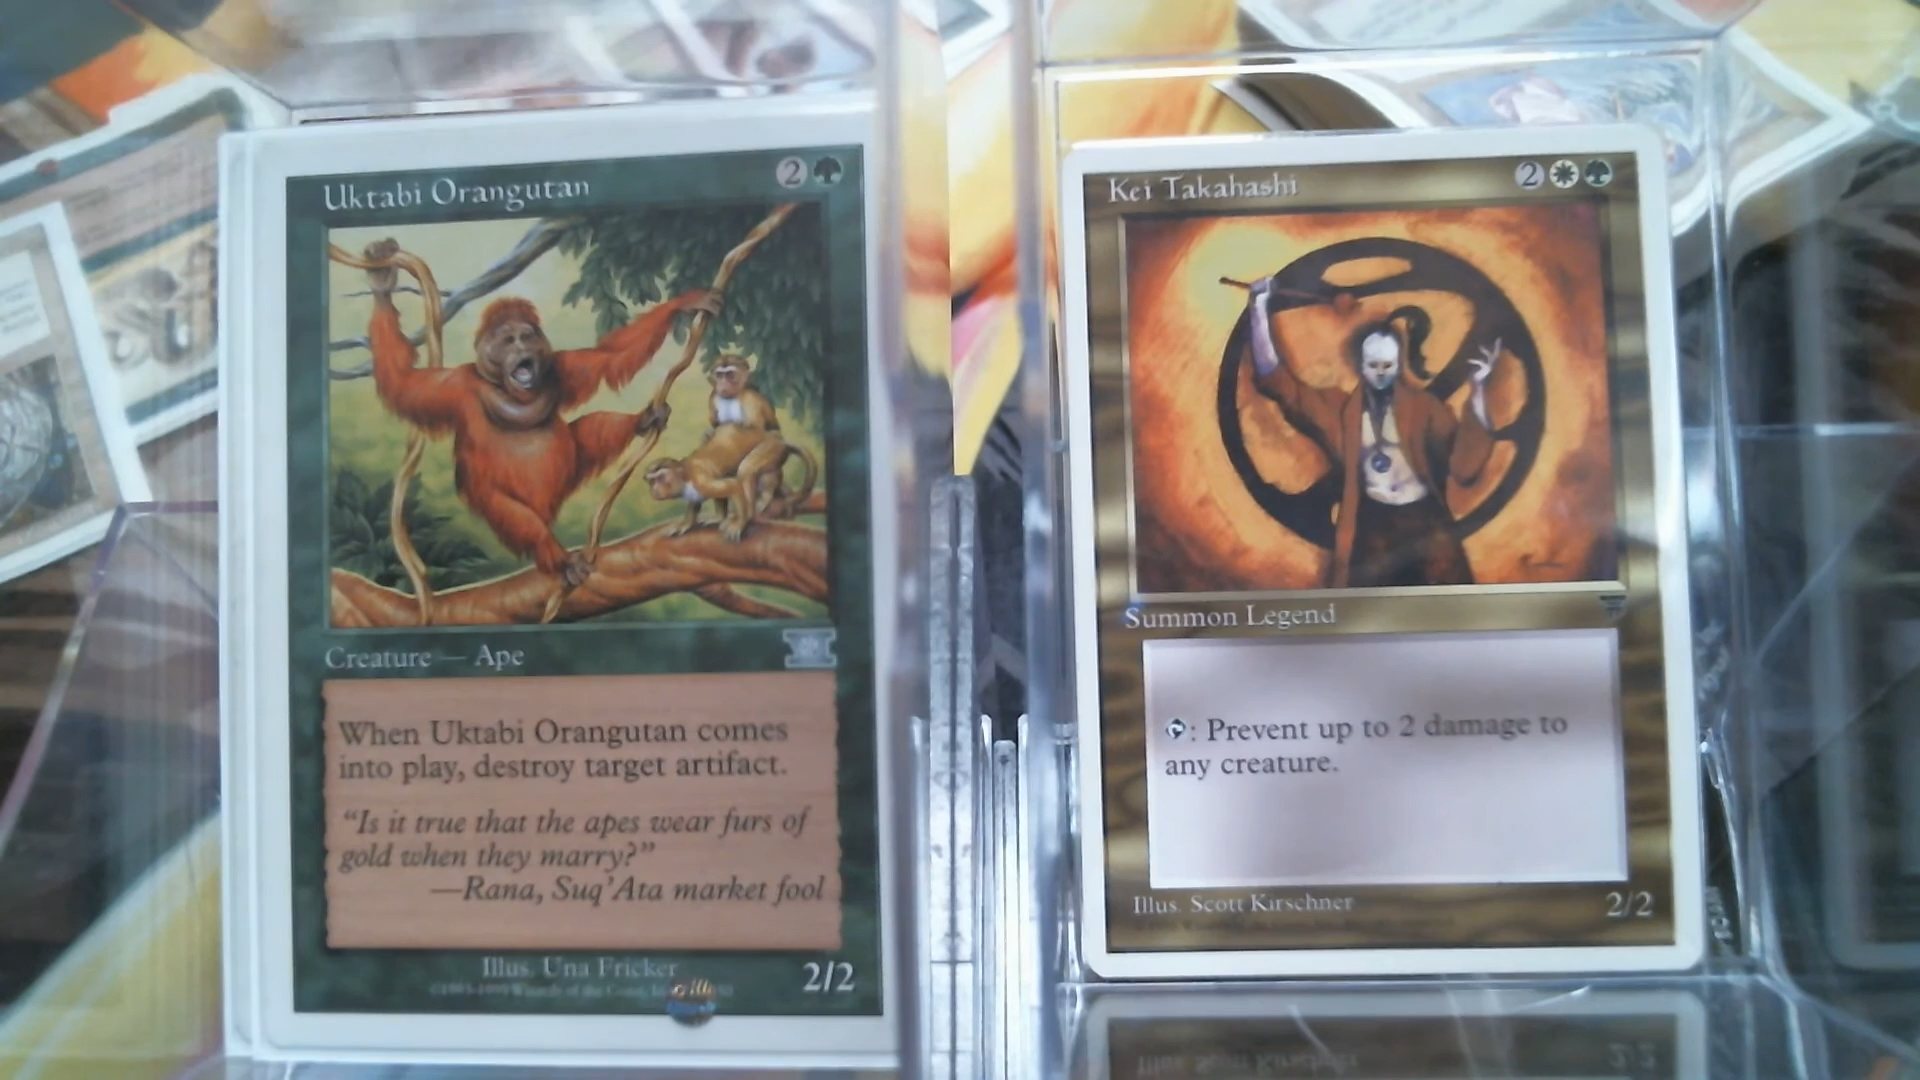 Uktabi Orangutan
2
Creature — Ape
When Uktabi Orangutan comes
into play, destroy target artifact.
“Is it true that the apes wear furs of
gold when they marry?”
—Rana, Suq’Ata market fool
Illus. Una Fricker
2/2
Kei Takahashi
2
Summon Legend
: Prevent up to 2 damage to
any creature.
Illus. Scott Kirschner
2/2